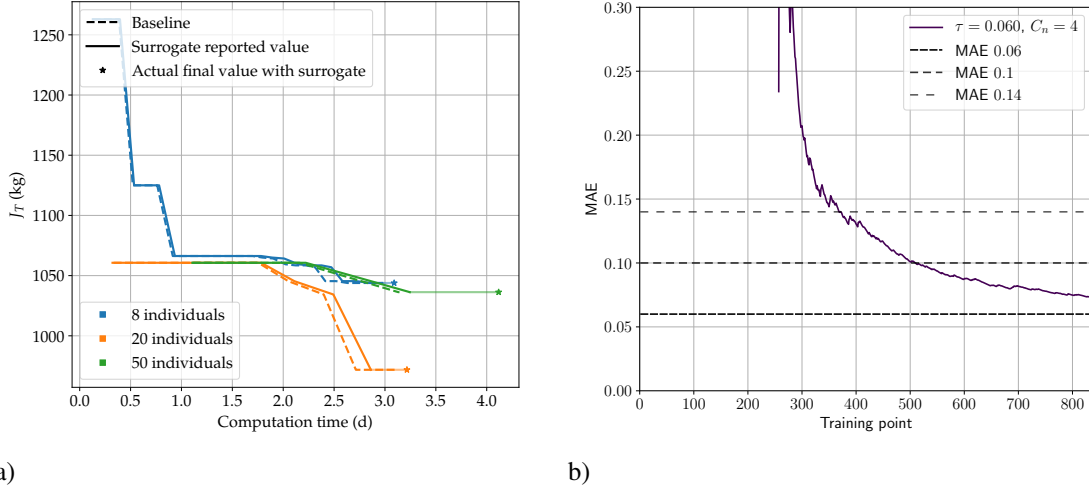 Baseline
Surrogate reported value
Actual final value with surrogate
1250
1200
1150
1100
1050
1000
J_T (kg)
8 individuals
20 individuals
50 individuals
0.0 0.5 1.0 1.5 2.0 2.5 3.0 3.5 4.0
Computation time (d)
a)
0.30
0.25
0.20
0.15
0.10
0.05
0.00
MAE
τ = 0.060, C_n = 4
MAE 0.06
MAE 0.1
MAE 0.14
0 100 200 300 400 500 600 700 800
Training point
b)